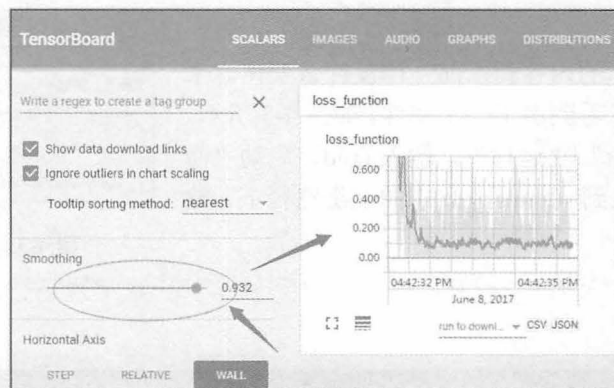 TensorBoard
SCALARS IMAGES AUDIO GRAPHS DISTRIBUTIONS
Write a regex to create a tag group
Show data download links
Ignore outliers in chart scaling
Tooltip sorting method: nearest
Smoothing
0.932
Horizontal Axis
STEP RELATIVE WALL
loss_function
loss_function
0.600
0.400
0.200
0.00
04:42:32 PM 04:42:35 PM
June 8, 2017
run to downl... CSV JSON